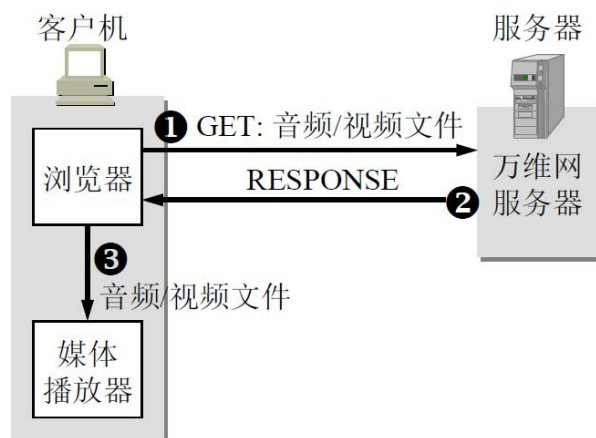 客户机
服务器
❶ GET: 音频/视频文件
浏览器
RESPONSE
❷
万维网
服务器
❸
音频/视频文件
媒体
播放器